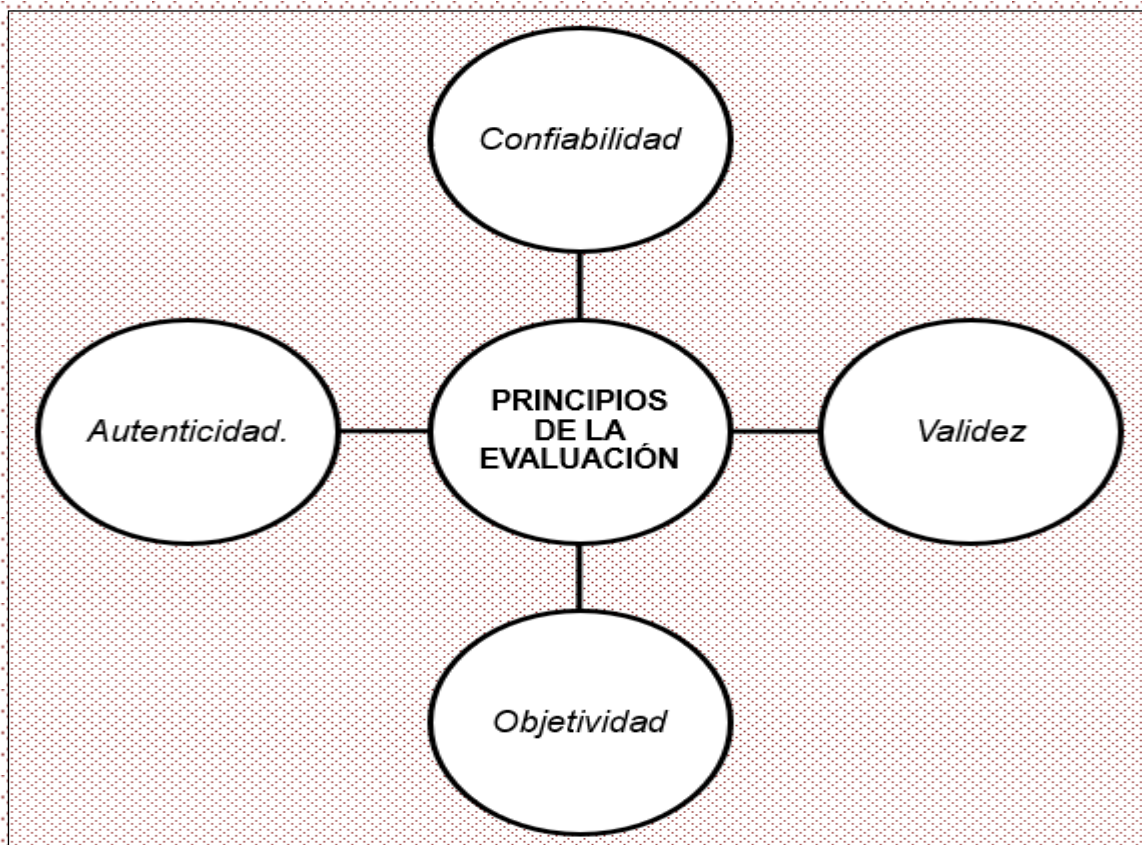 Confiabilidad
Autenticidad.
PRINCIPIOS
DE LA
EVALUACIÓN
Validez
Objetividad